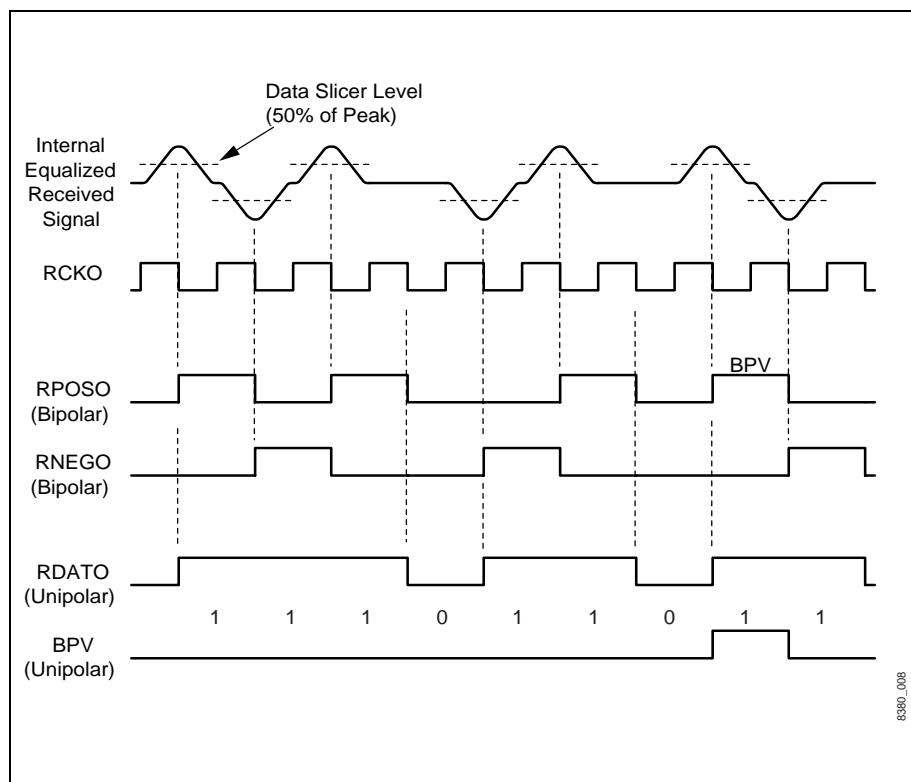 Data Slicer Level
(50% of Peak)
Internal
Equalized
Received
Signal
RCKO
BPV
RPOSO
(Bipolar)
RNEGO
(Bipolar)
RDATO
(Unipolar)
1 1 1 0 1 1 0 1 1
BPV
(Unipolar)
8380_008